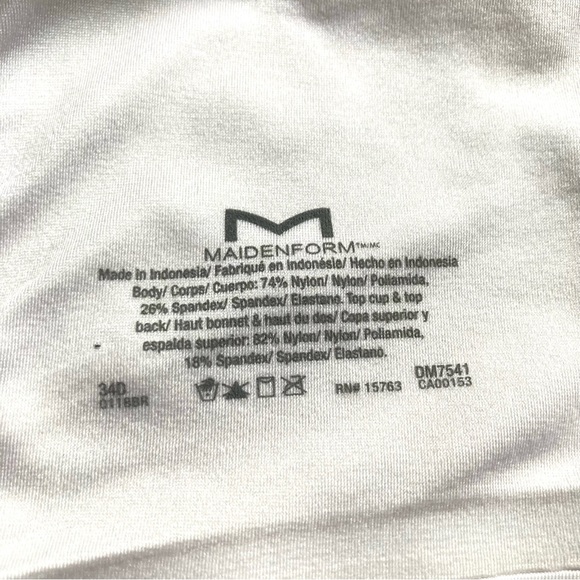 MAIDENFORM™/MC
Made in Indonesia/ Fabriqué en Indonésie/ Hecho en Indonesia
Body/ Corps/ Cuerpo: 74% Nylon/ Nylon/ Poliamida,
26% Spandex/ Spandex/ Elastano. Top cup & top
back/ Haut bonnet & haut du dos/ Copa superior y
espalda superior: 82% Nylon/ Nylon/ Poliamida,
18% Spandex/ Spandex/ Elastano.
34D
0118BR
RN# 15763
DM7541
CA00153